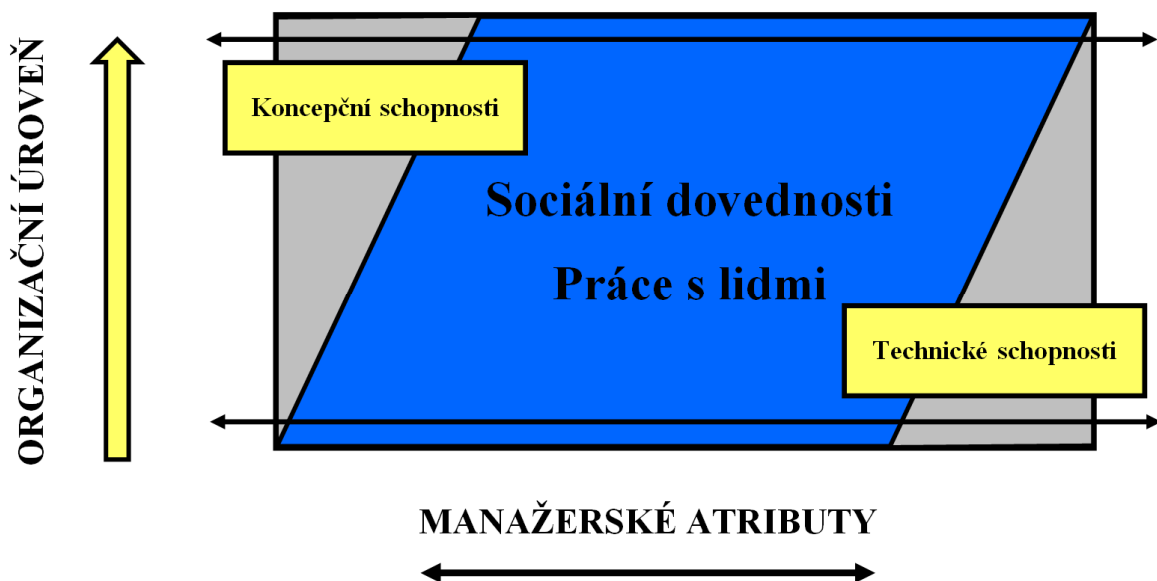 ORGANIZAČNÍ ÚROVEŇ
Koncepční schopnosti
Sociální dovednosti
Práce s lidmi
Technické schopnosti
MANAŽERSKÉ ATRIBUTY